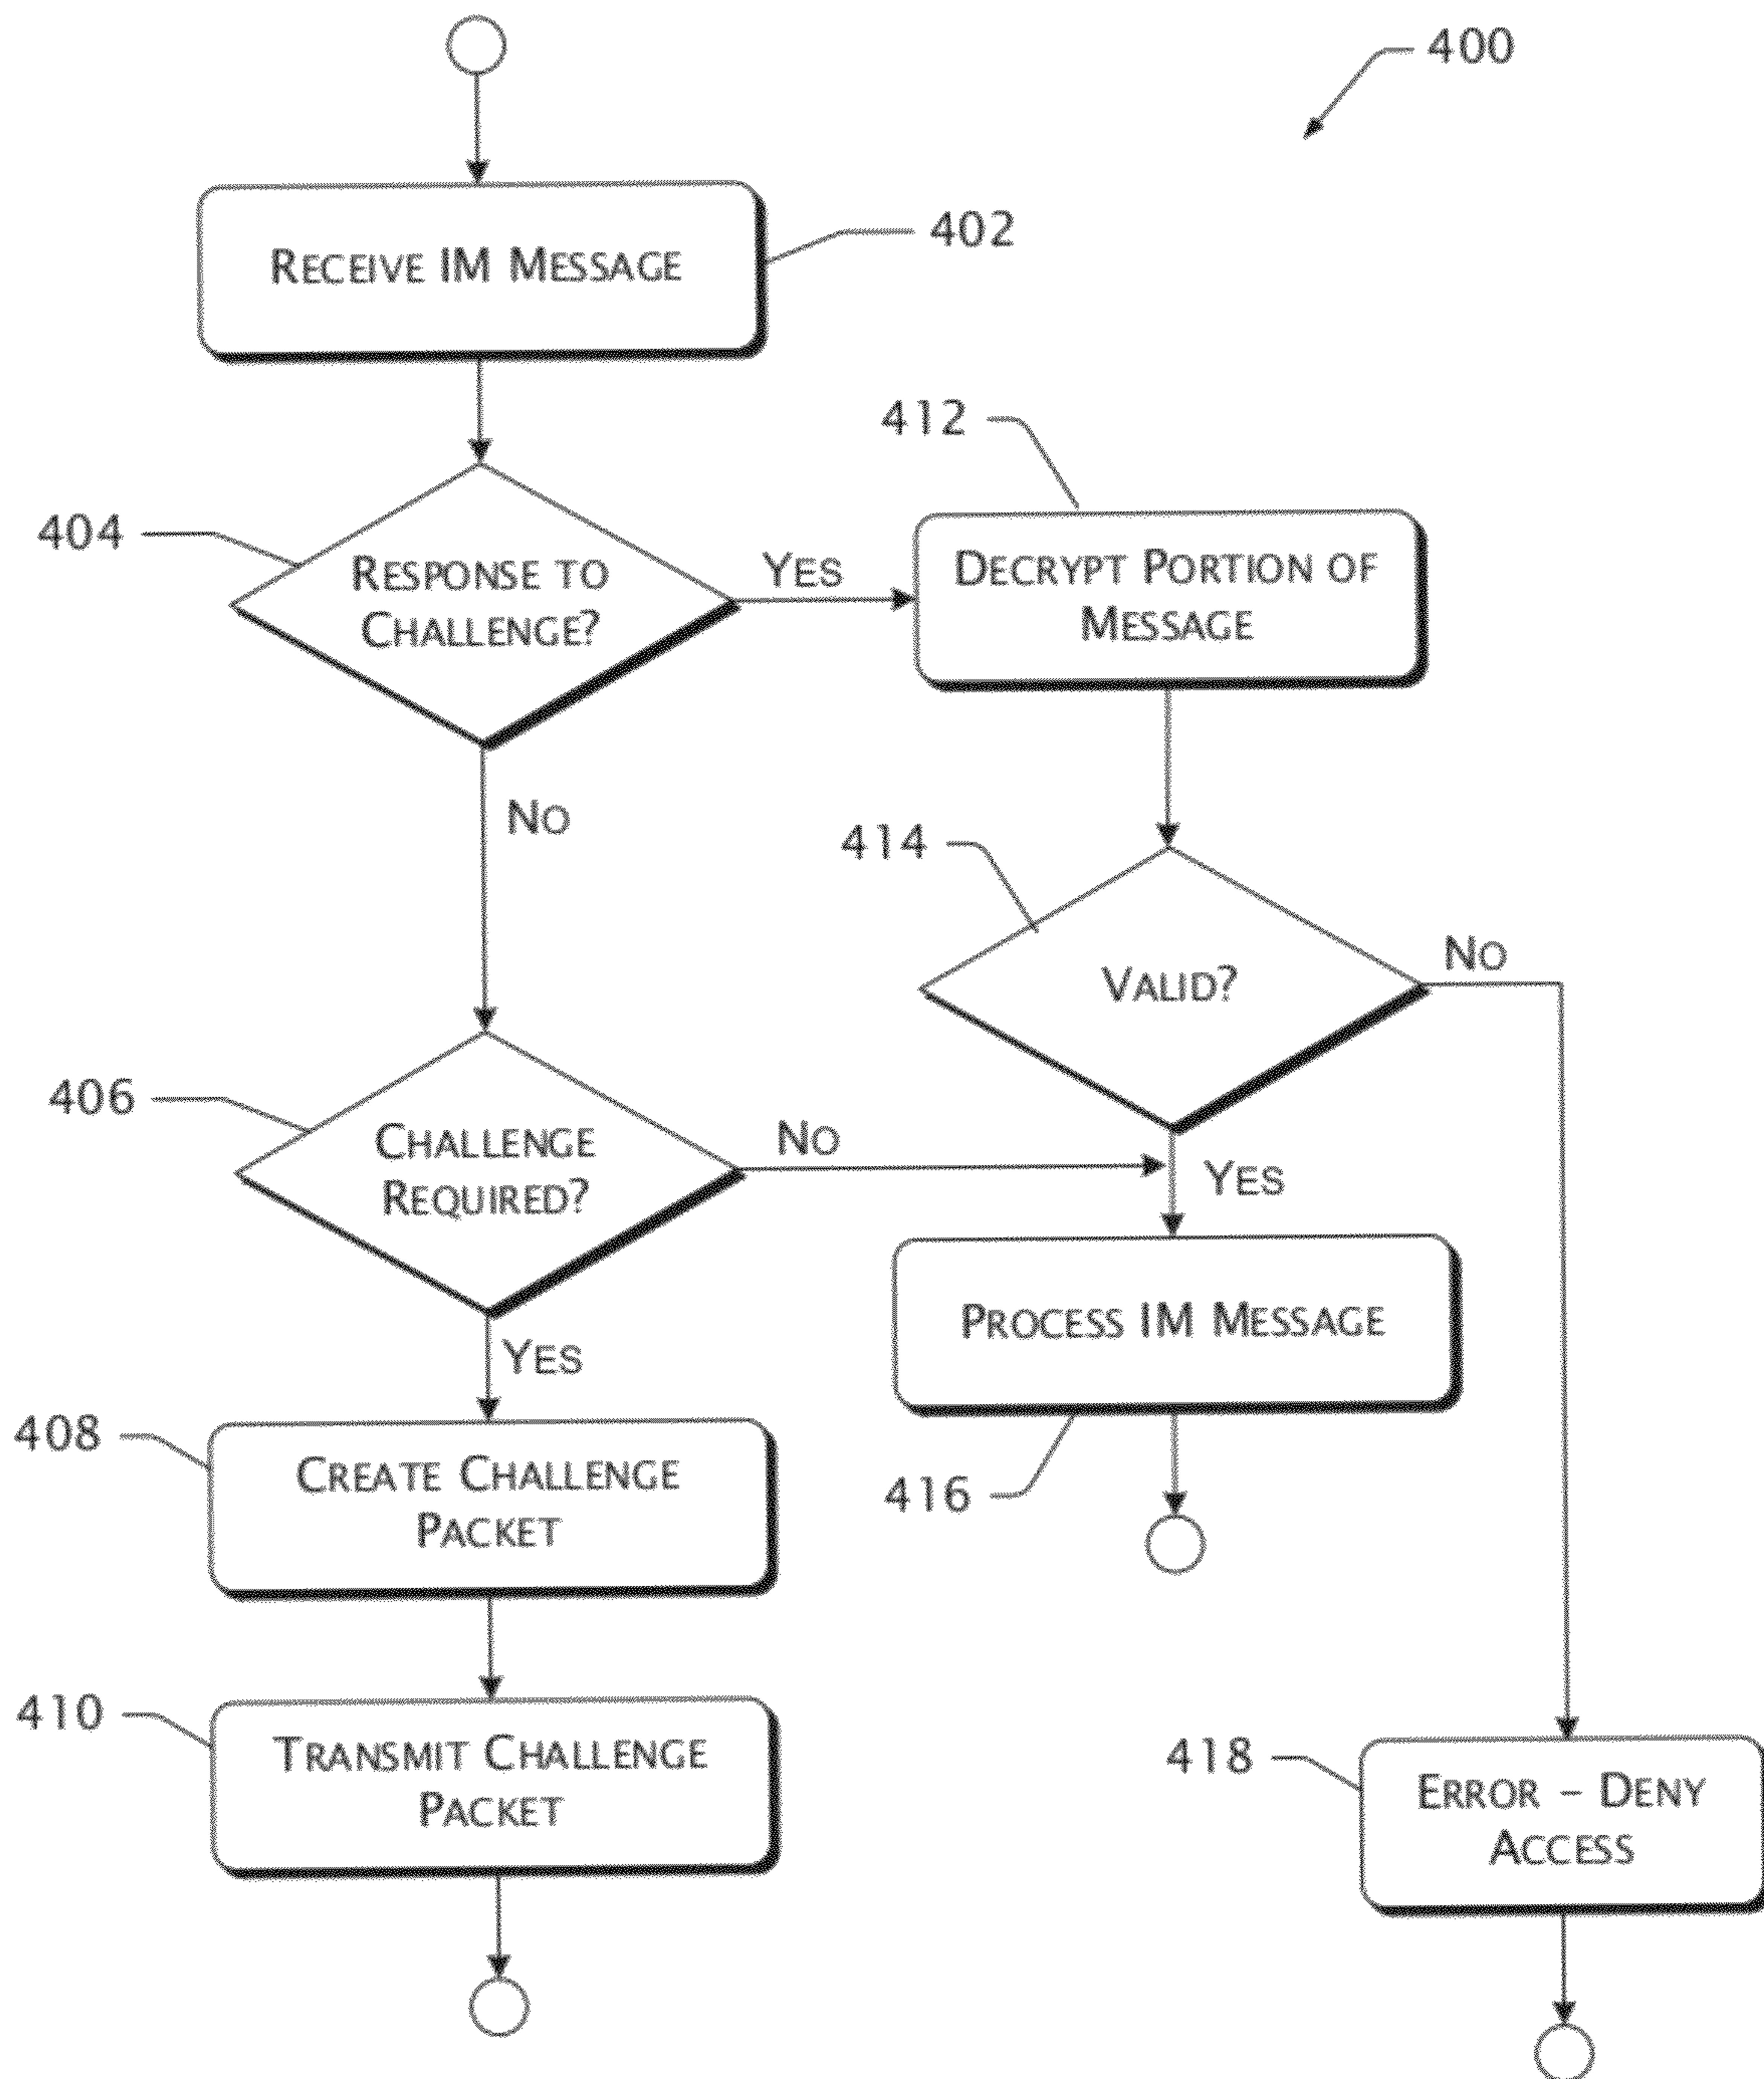 400
RECEIVE IM MESSAGE
402
404
RESPONSE TO
CHALLENGE?
YES
NO
412
DECRYPT PORTION OF
MESSAGE
414
VALID?
NO
YES
406
CHALLENGE
REQUIRED?
NO
YES
PROCESS IM MESSAGE
416
408
CREATE CHALLENGE
PACKET
410
TRANSMIT CHALLENGE
PACKET
418
ERROR – DENY
ACCESS